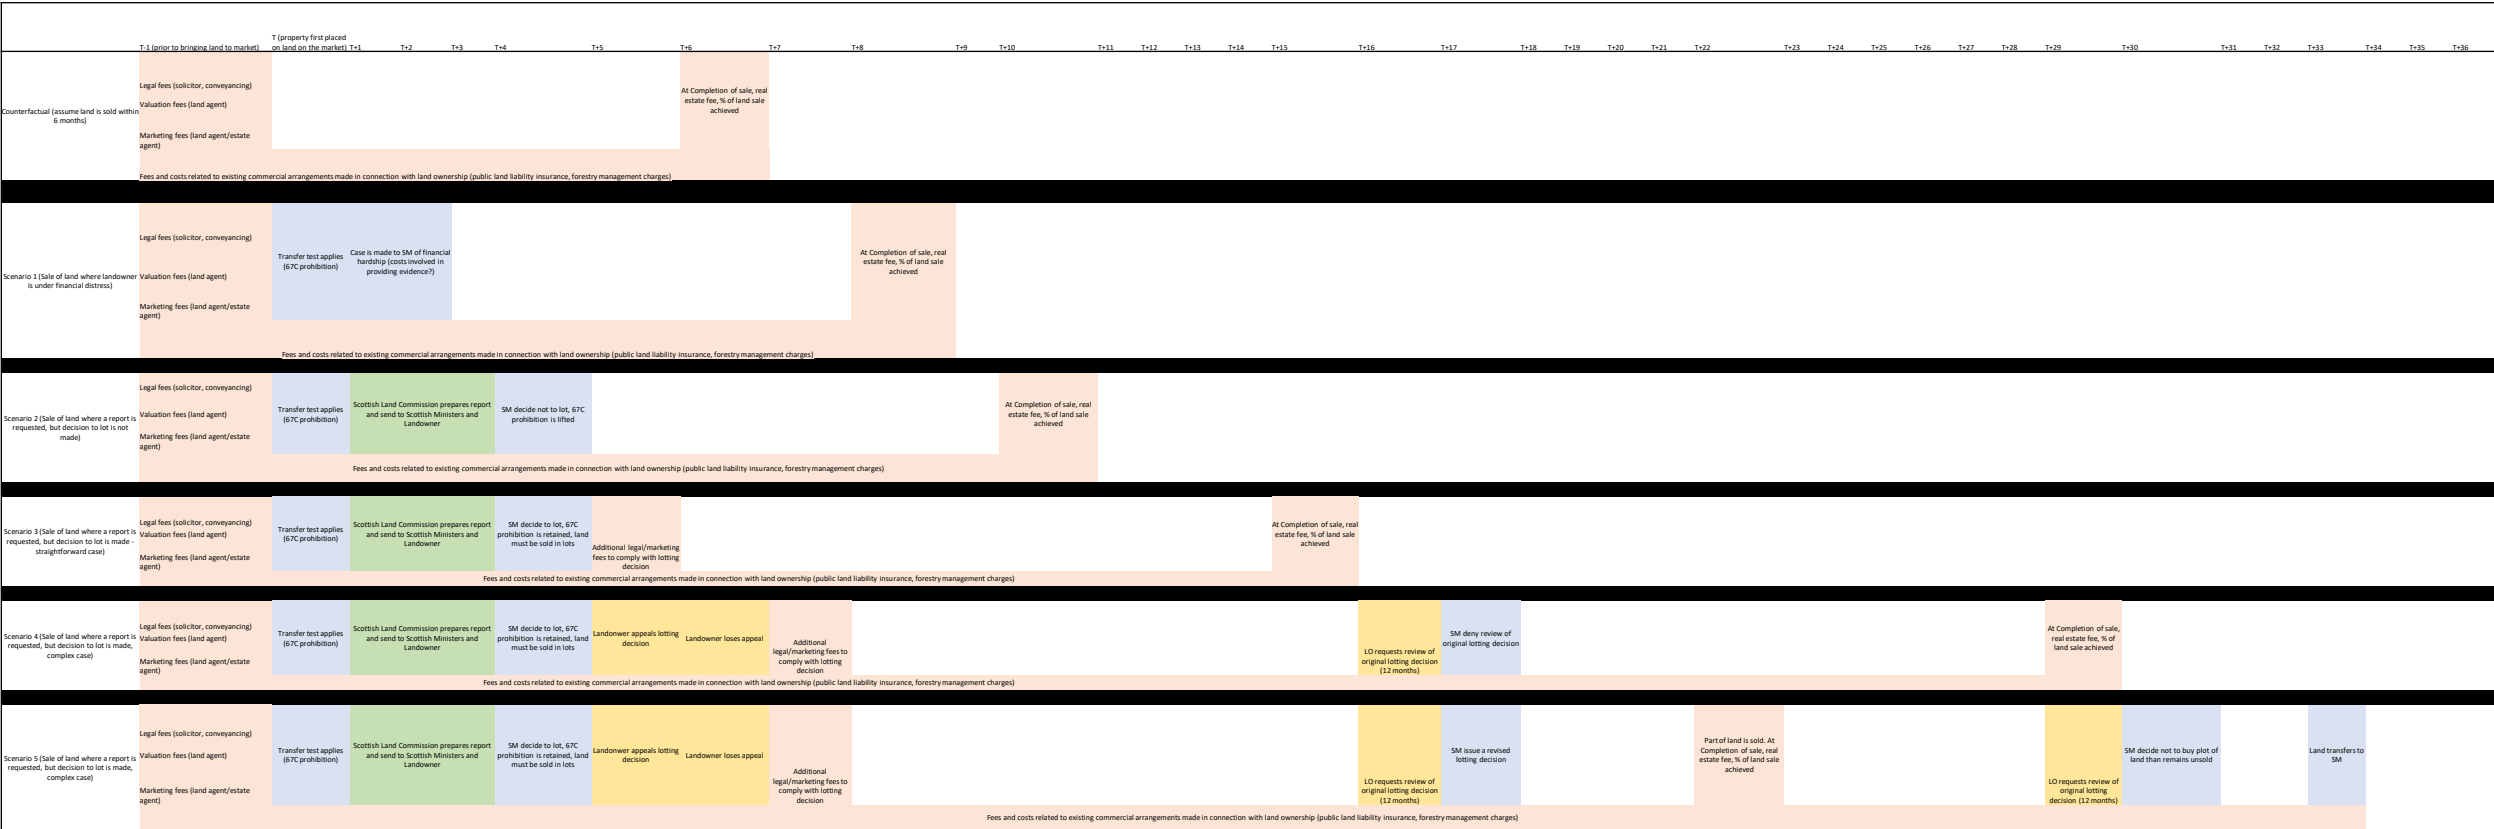 T (property first placed
T-1 (prior to bringing land to market) on land on the market) T+1 T+2 T+3 T+4 T+5 T+6 T+7 T+8 T+9 T+10 T+11 T+12 T+13 T+14 T+15 T+16 T+17 T+18 T+19 T+20 T+21 T+22 T+23 T+24 T+25 T+26 T+27 T+28 T+29 T+30 T+31 T+32 T+33 T+34 T+35 T+36
Counterfactual (assume land is sold within
6 months)
Legal fees (solicitor, conveyancing)
Valuation fees (land agent)
Marketing fees (land agent/estate
agent)
At Completion of sale, real
estate fee, % of land sale
achieved
Fees and costs related to existing commercial arrangements made in connection with land ownership (public land liability insurance, forestry management charges)
Scenario 1 (Sale of land where landowner
is under financial distress)
Legal fees (solicitor, conveyancing)
Valuation fees (land agent)
Marketing fees (land agent/estate
agent)
Transfer test applies
(67C prohibition)
Case is made to SM of financial
hardship (costs involved in
providing evidence?)
At Completion of sale, real
estate fee, % of land sale
achieved
Fees and costs related to existing commercial arrangements made in connection with land ownership (public land liability insurance, forestry management charges)
Scenario 2 (Sale of land where a report is
requested, but decision to lot is not
made)
Legal fees (solicitor, conveyancing)
Valuation fees (land agent)
Marketing fees (land agent/estate
agent)
Transfer test applies
(67C prohibition)
Scottish Land Commission prepares report
and send to Scottish Ministers and
Landowner
SM decide not to lot, 67C
prohibition is lifted
At Completion of sale, real
estate fee, % of land sale
achieved
Fees and costs related to existing commercial arrangements made in connection with land ownership (public land liability insurance, forestry management charges)
Scenario 3 (Sale of land where a report is
requested, but decision to lot is made -
straightforward case)
Legal fees (solicitor, conveyancing)
Valuation fees (land agent)
Marketing fees (land agent/estate
agent)
Transfer test applies
(67C prohibition)
Scottish Land Commission prepares report
and send to Scottish Ministers and
Landowner
SM decide to lot, 67C
prohibition is retained, land
must be sold in lots
Additional legal/marketing
fees to comply with lotting
decision
At Completion of sale, real
estate fee, % of land sale
achieved
Fees and costs related to existing commercial arrangements made in connection with land ownership (public land liability insurance, forestry management charges)
Scenario 4 (Sale of land where a report is
requested, but decision to lot is made,
complex case)
Legal fees (solicitor, conveyancing)
Valuation fees (land agent)
Marketing fees (land agent/estate
agent)
Transfer test applies
(67C prohibition)
Scottish Land Commission prepares report
and send to Scottish Ministers and
Landowner
SM decide to lot, 67C
prohibition is retained, land
must be sold in lots
Landonwer appeals lotting
decision
Landowner loses appeal
Additional
legal/marketing fees to
comply with lotting
decision
LO requests review of
original lotting decision
(12 months)
SM deny review of
original lotting decision
At Completion of sale,
real estate fee, % of
land sale achieved
Fees and costs related to existing commercial arrangements made in connection with land ownership (public land liability insurance, forestry management charges)
Scenario 5 (Sale of land where a report is
requested, but decision to lot is made,
complex case)
Legal fees (solicitor, conveyancing)
Valuation fees (land agent)
Marketing fees (land agent/estate
agent)
Transfer test applies
(67C prohibition)
Scottish Land Commission prepares report
and send to Scottish Ministers and
Landowner
SM decide to lot, 67C
prohibition is retained, land
must be sold in lots
Landonwer appeals lotting
decision
Landowner loses appeal
Additional
legal/marketing fees to
comply with lotting
decision
LO requests review of
original lotting decision
(12 months)
SM issue a revised
lotting decision
Part of land is sold. At
Completion of sale, real
estate fee, % of land sale
achieved
LO requests review of
original lotting
decision (12 months)
SM decide not to buy plot of
land than remains unsold
Land transfers to
SM
Fees and costs related to existing commercial arrangements made in connection with land ownership (public land liability insurance, forestry management charges)